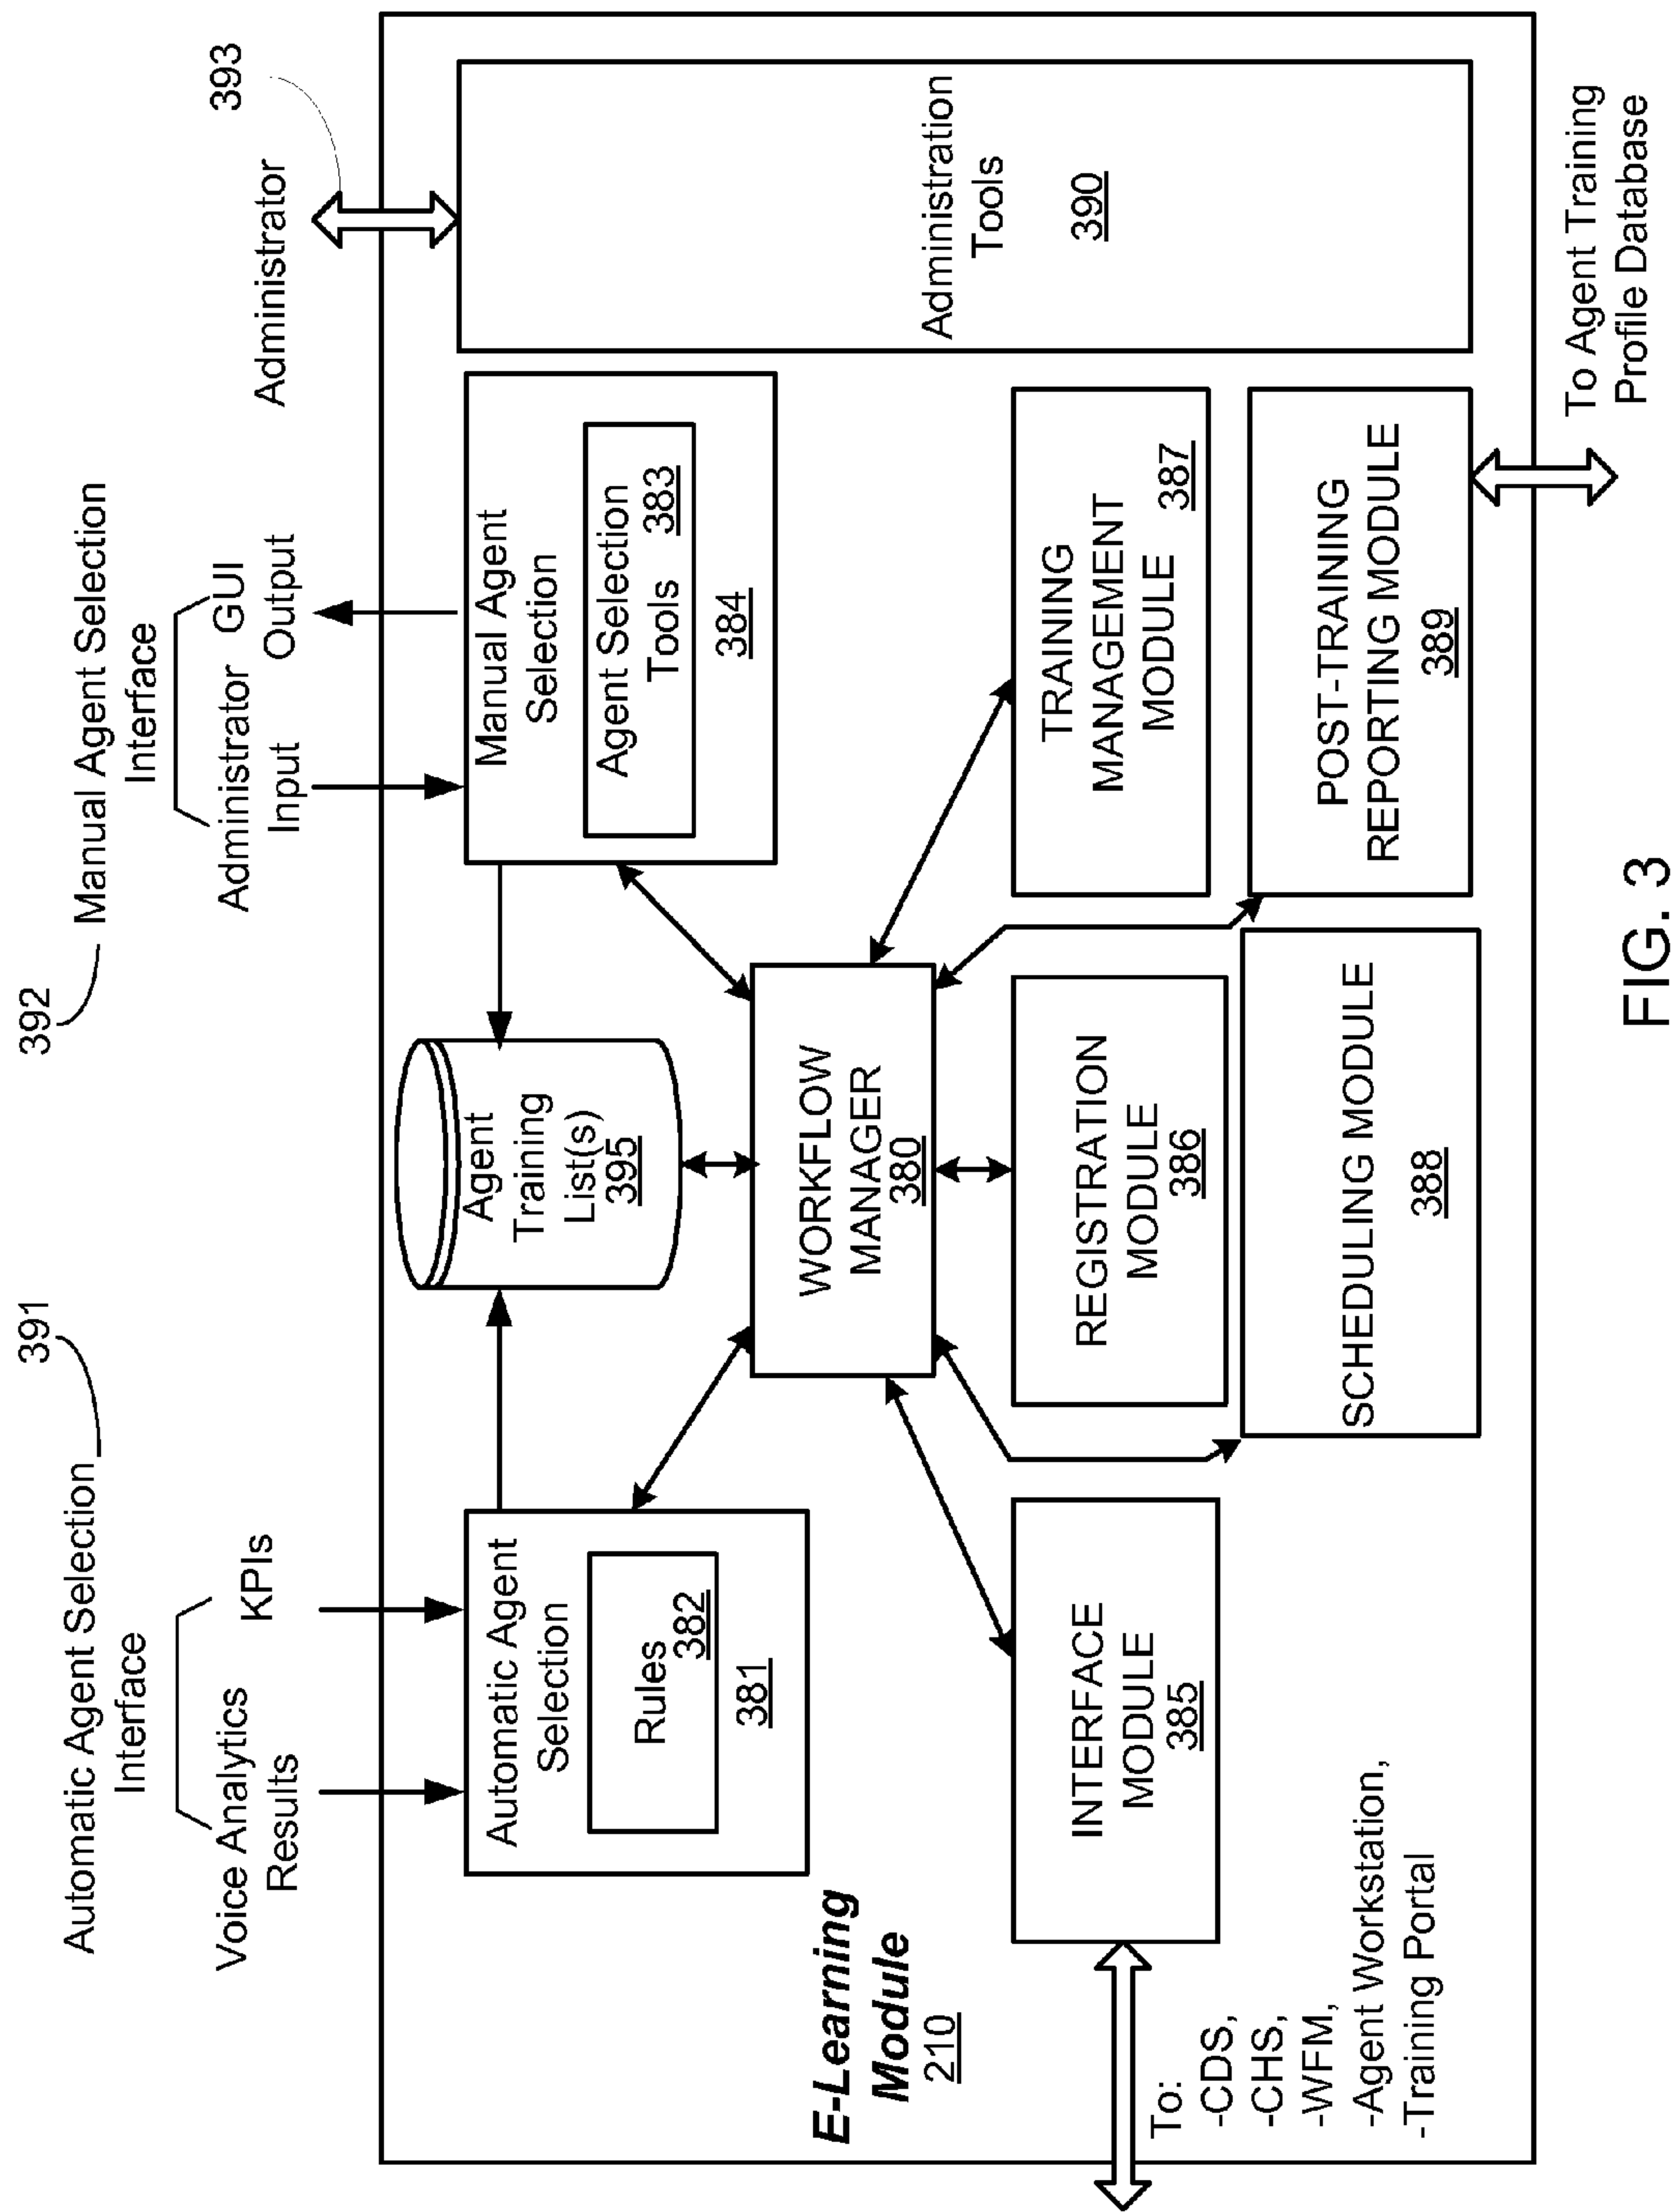 391
Automatic Agent Selection
Interface
Voice Analytics
Results
KPIs
392
Manual Agent Selection
Interface
Administrator
Input
GUI
Output
Administrator
393
Automatic Agent
Selection
Rules
382
381
Agent
Training
List(s)
395
Manual Agent
Selection
Agent Selection
Tools 383
384
Administration
Tools
390
E-Learning
Module
210
WORKFLOW
MANAGER
380
INTERFACE
MODULE
385
REGISTRATION
MODULE
386
TRAINING
MANAGEMENT
MODULE 387
SCHEDULING MODULE
388
POST-TRAINING
REPORTING MODULE
389
To:
-CDS,
-CHS,
-WFM,
-Agent Workstation,
-Training Portal
To Agent Training
Profile Database
FIG. 3